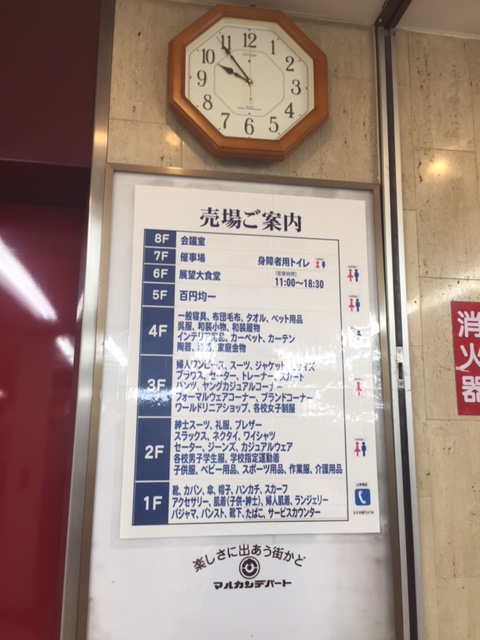 12
1
2
3
4
5
6
7
8
9
10
11
売場ご案内
8F 会議室
7F 催事場 身障者用トイレ
6F 展望大食堂 (営業時間) 11:00〜18:30
5F 百円均一
4F 一般寝具、布団毛布、タオル、ペット用品
呉服、和装小物、和装履物
インテリア用品、カーペット、カーテン
陶器、 家庭金物
3F 婦人ワンピース、スーツ、ジャケット、Lサイズ
ブラウス、セーター、トレーナー、スカート
パンツ、ヤングカジュアルコーナー
フォーマルウェアコーナー、ブランドコーナー
ワールドリニアショップ、各校女子制服
2F 紳士スーツ、礼服、ブレザー
スラックス、ネクタイ、ワイシャツ
セーター、ジーンズ、カジュアルウェア
各校男子学生服、学校指定運動着
子供服、ベビー用品、スポーツ用品、作業服、介護用品
1F 靴、カバン、傘、帽子、ハンカチ、スカーフ
アクセサリー、肌着(子供・紳士)、婦人肌着、ランジェリー
パジャマ、パンスト、靴下、たばこ、サービスカウンター
楽しさに出あう街かど
マルカンデパート
消火器